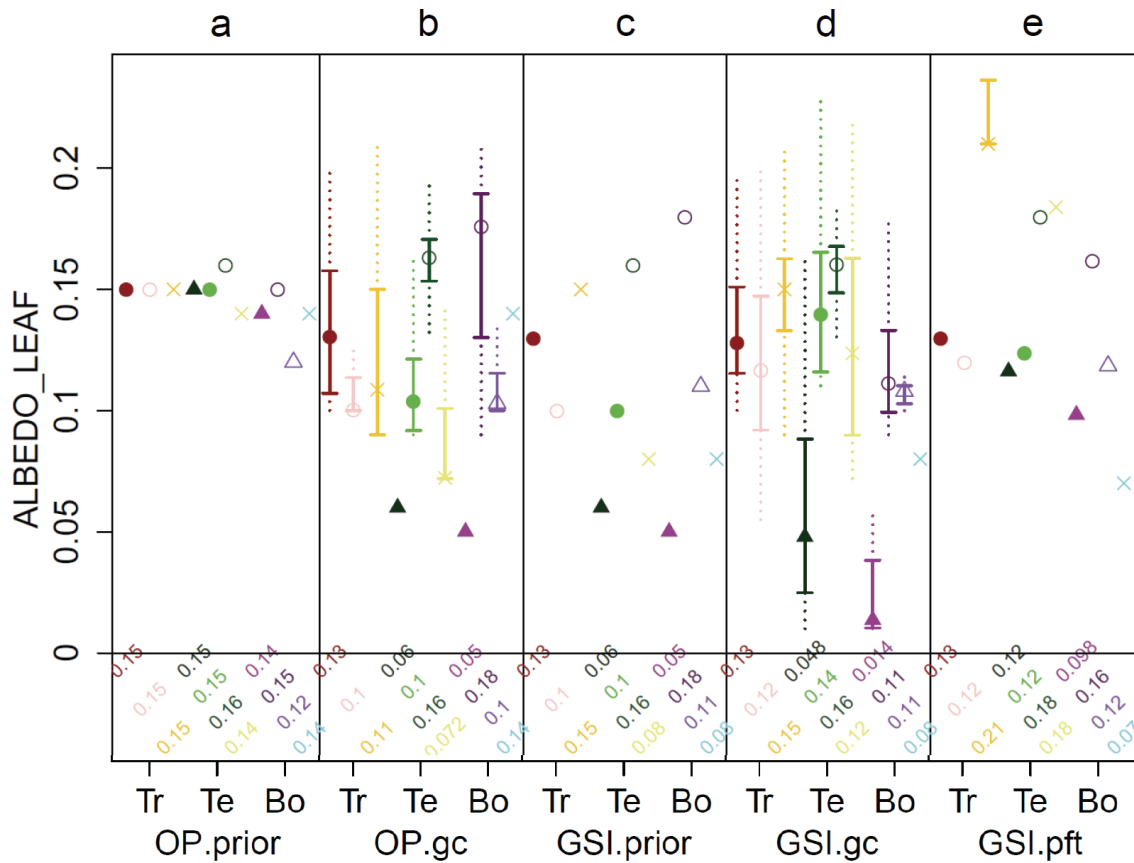 a b c d e
ALBEDO_LEAF
0.2
0.15
0.1
0.05
0
0.15 0.15 0.15 0.15 0.15 0.16 0.14 0.14 0.15 0.12 0.14
0.13 0.1 0.11 0.06 0.1 0.16 0.072 0.05 0.18 0.1 0.14
0.13 0.1 0.15 0.06 0.1 0.16 0.08 0.05 0.18 0.11 0.08
0.13 0.12 0.15 0.048 0.14 0.16 0.12 0.014 0.11 0.11 0.08
0.13 0.12 0.21 0.12 0.12 0.18 0.18 0.098 0.16 0.12 0.07
Tr Te Bo Tr Te Bo Tr Te Bo Tr Te Bo Tr Te Bo
OP.prior OP.gc GSI.prior GSI.gc GSI.pft